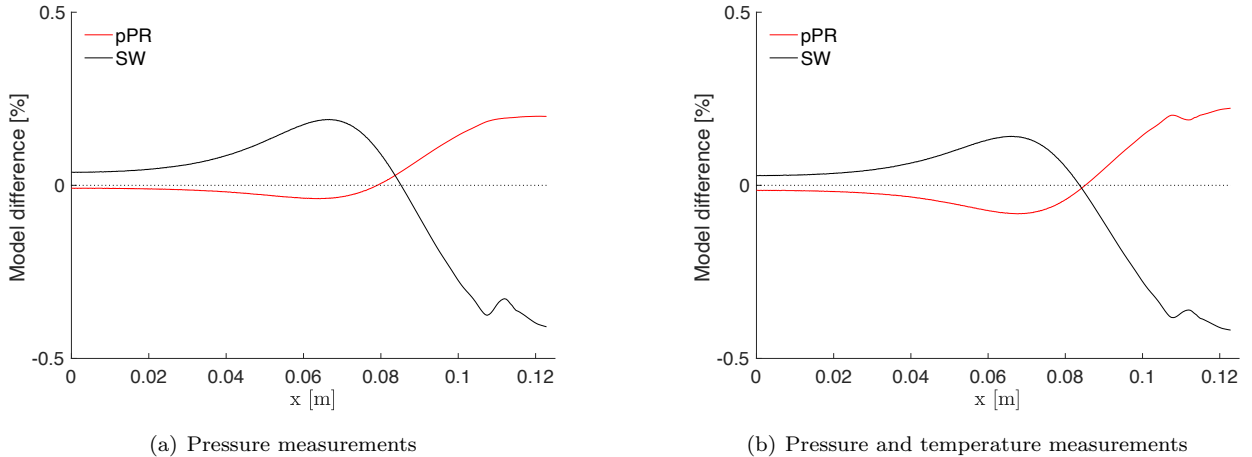 0.5
pPR
SW
Model difference [%]
0
-0.5
0 0.02 0.04 0.06 0.08 0.1 0.12
x [m]
(a) Pressure measurements
0.5
pPR
SW
Model difference [%]
0
-0.5
0 0.02 0.04 0.06 0.08 0.1 0.12
x [m]
(b) Pressure and temperature measurements